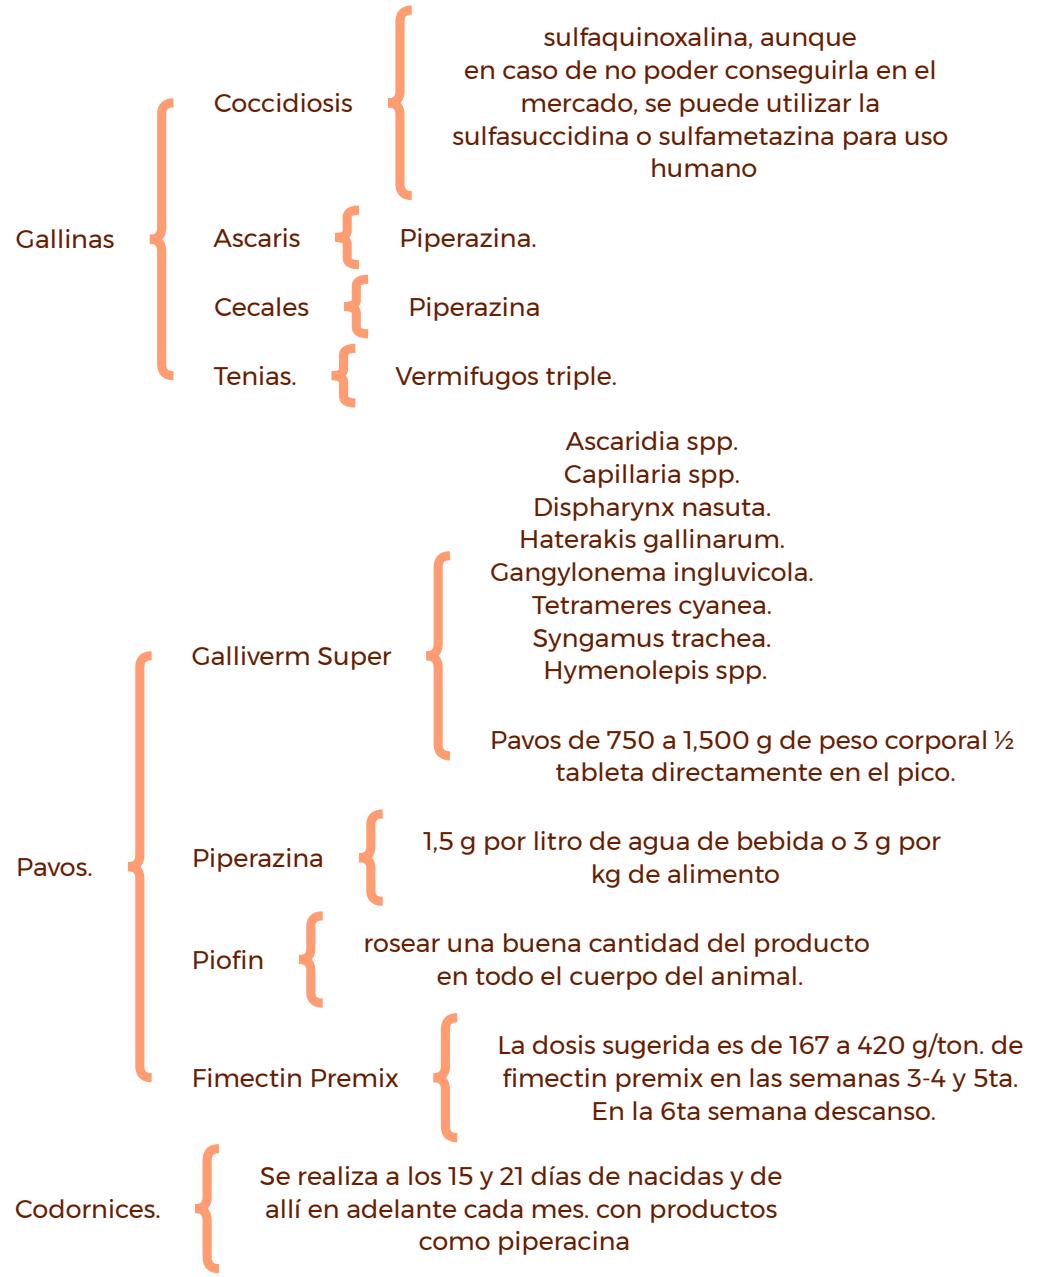 Gallinas
Coccidiosis
sulfaquinoxalina, aunque
en caso de no poder conseguirla en el
mercado, se puede utilizar la
sulfasuccidina o sulfametazina para uso
humano
Ascaris
Piperazina.
Cecales
Piperazina
Tenias.
Vermifugos triple.
Pavos.
Galliverm Super
Ascaridia spp.
Capillaria spp.
Dispharynx nasuta.
Haterakis gallinarum.
Gangylonema ingluvicola.
Tetrameres cyanea.
Syngamus trachea.
Hymenolepis spp.
Pavos de 750 a 1,500 g de peso corporal ½
tableta directamente en el pico.
Piperazina
1,5 g por litro de agua de bebida o 3 g por
kg de alimento
Piofin
rosear una buena cantidad del producto
en todo el cuerpo del animal.
Fimectin Premix
La dosis sugerida es de 167 a 420 g/ton. de
fimectin premix en las semanas 3-4 y 5ta.
En la 6ta semana descanso.
Codornices.
Se realiza a los 15 y 21 días de nacidas y de
allí en adelante cada mes. con productos
como piperacina